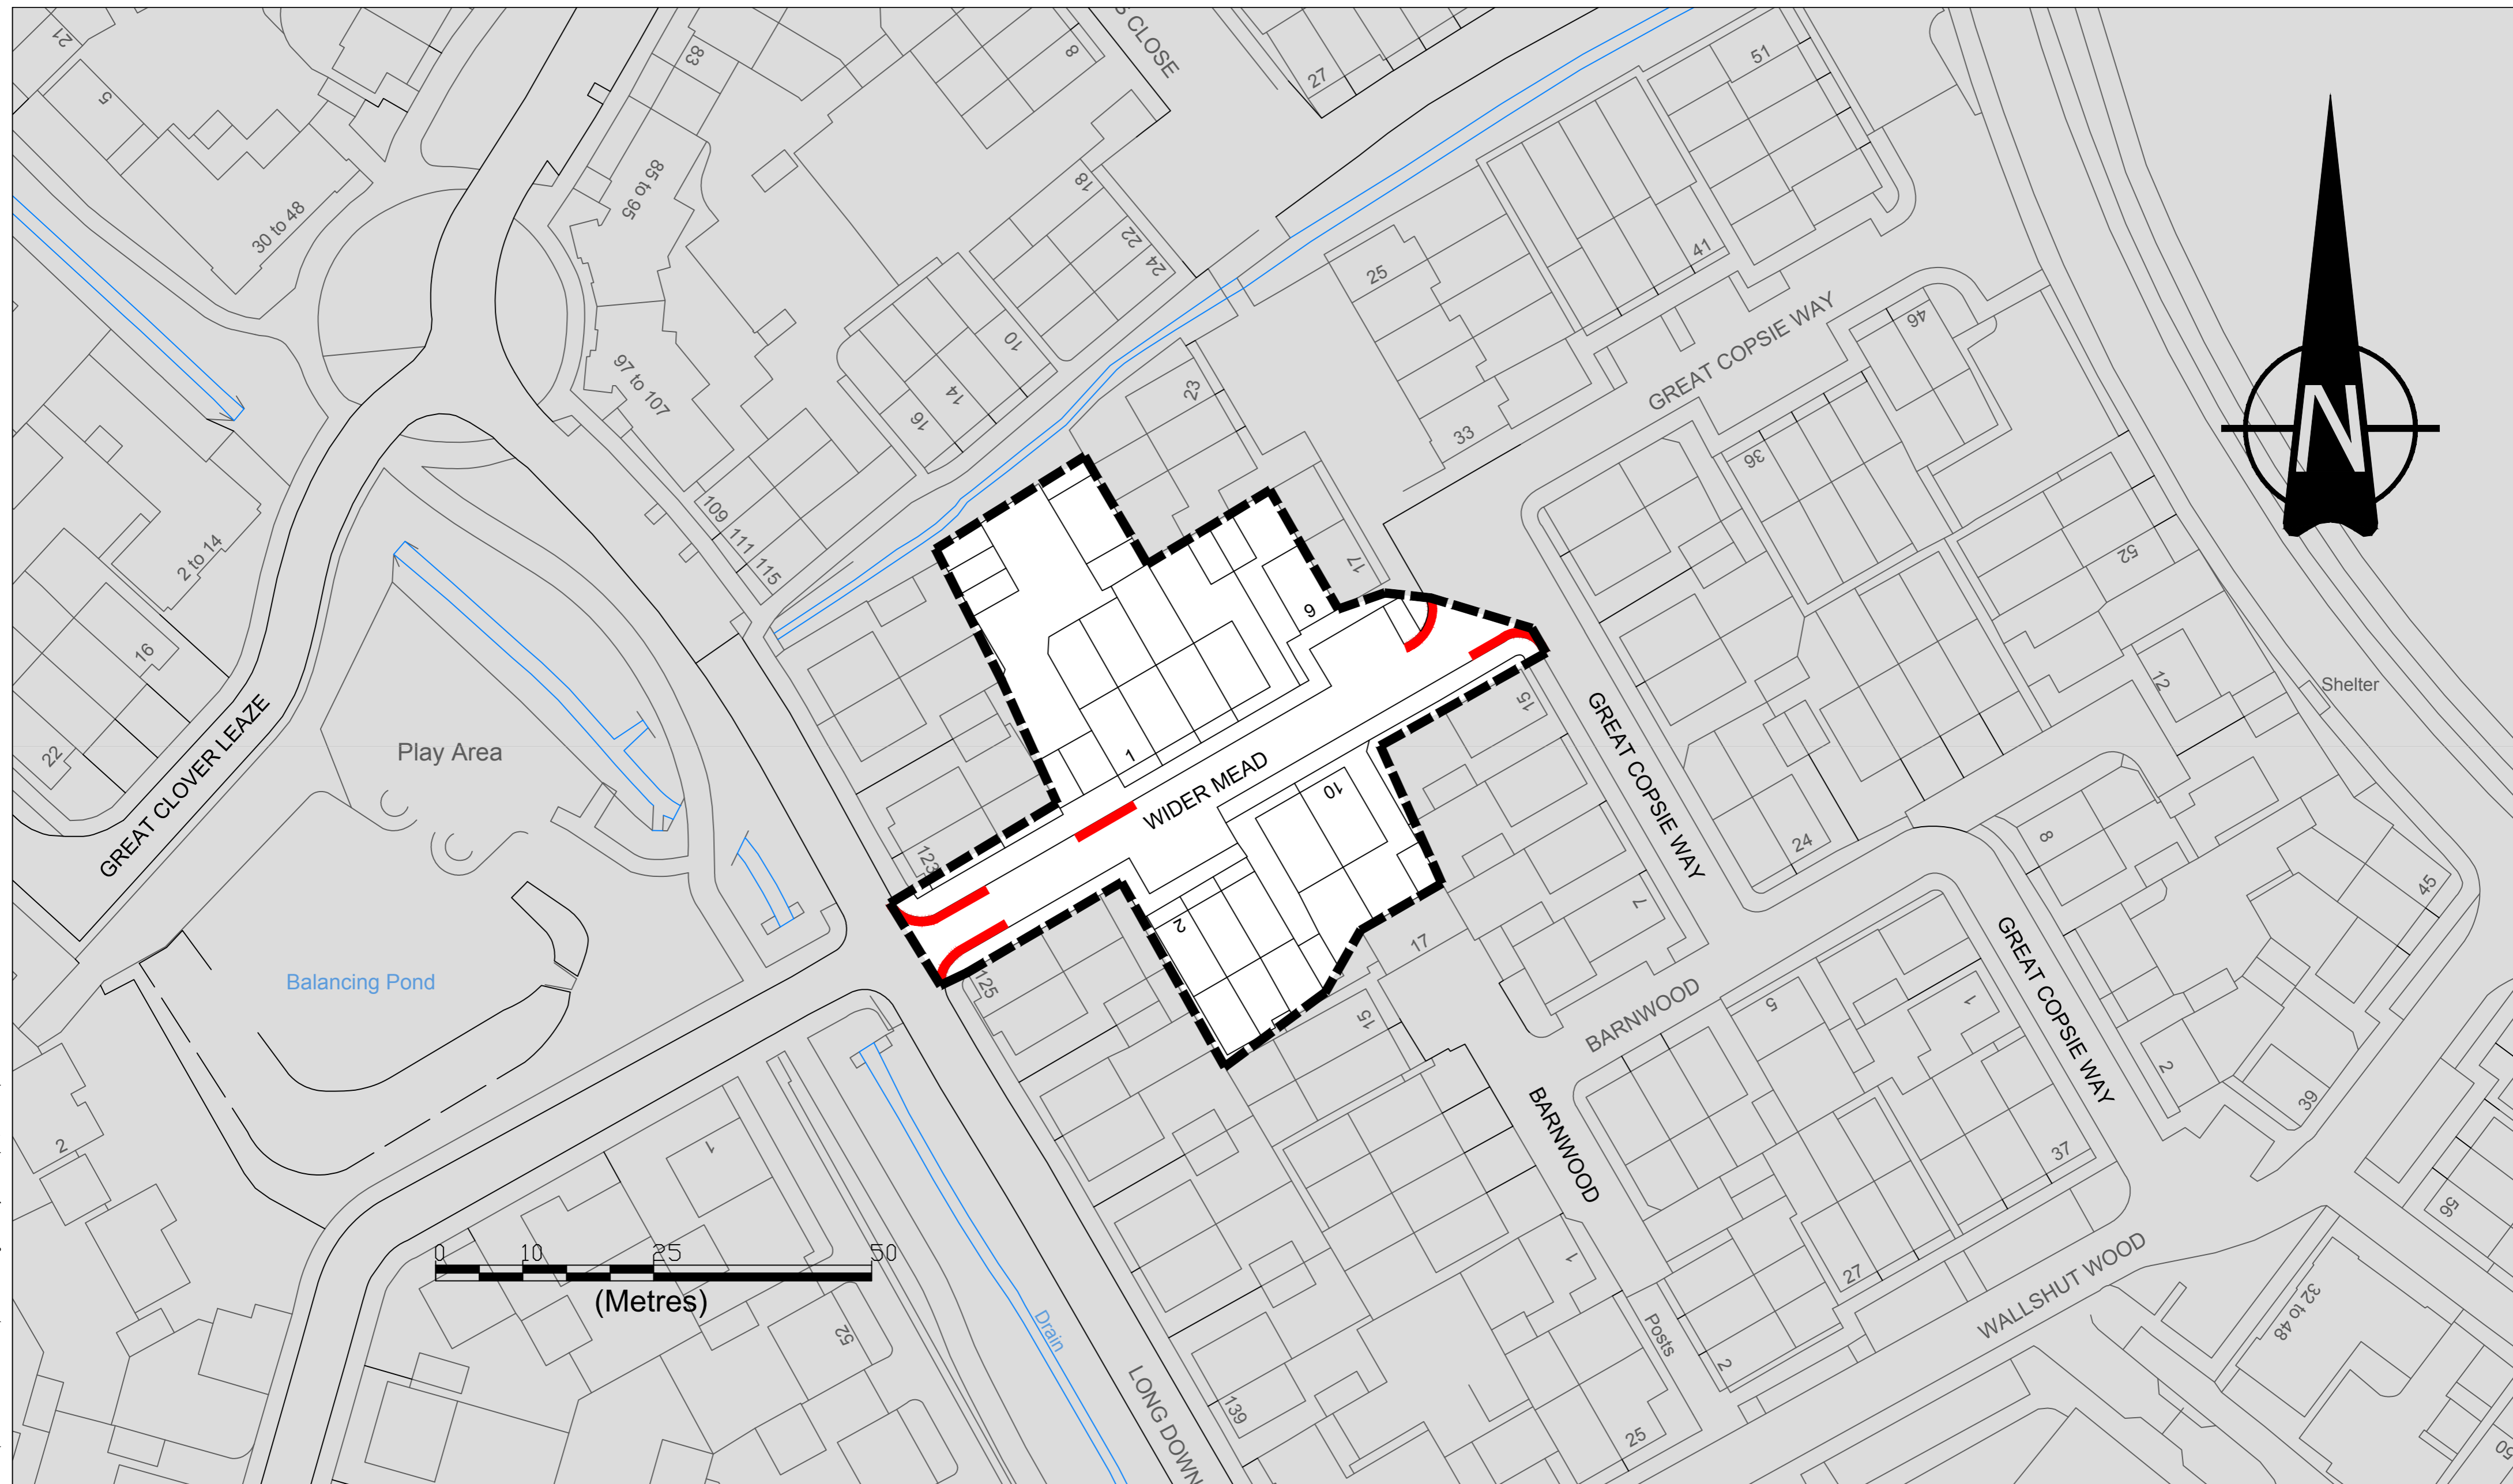 S CLOSE
21
83
8
27
51
5
85 to 95
30 to 48
18
22
24
25
41
10
GREAT COPSIE WAY
46
N
97 to 107
14
16
23
33
36
109
111
115
2 to 14
17
52
9
16
12
Shelter
15
GREAT CLOVER LEAZE
22
Play Area
1
WIDER MEAD
10
GREAT COPSIE WAY
24
8
123
45
2
7
17
GREAT COPSIE WAY
Balancing Pond
125
15
BARNWOOD
5
1
2
39
2
1
BARNWOOD
37
56
0 10 25 50
(Metres)
52
Drain
1
27
WALLSHUT WOOD
32 to 48
Posts
2
LONG DOWN
139
25